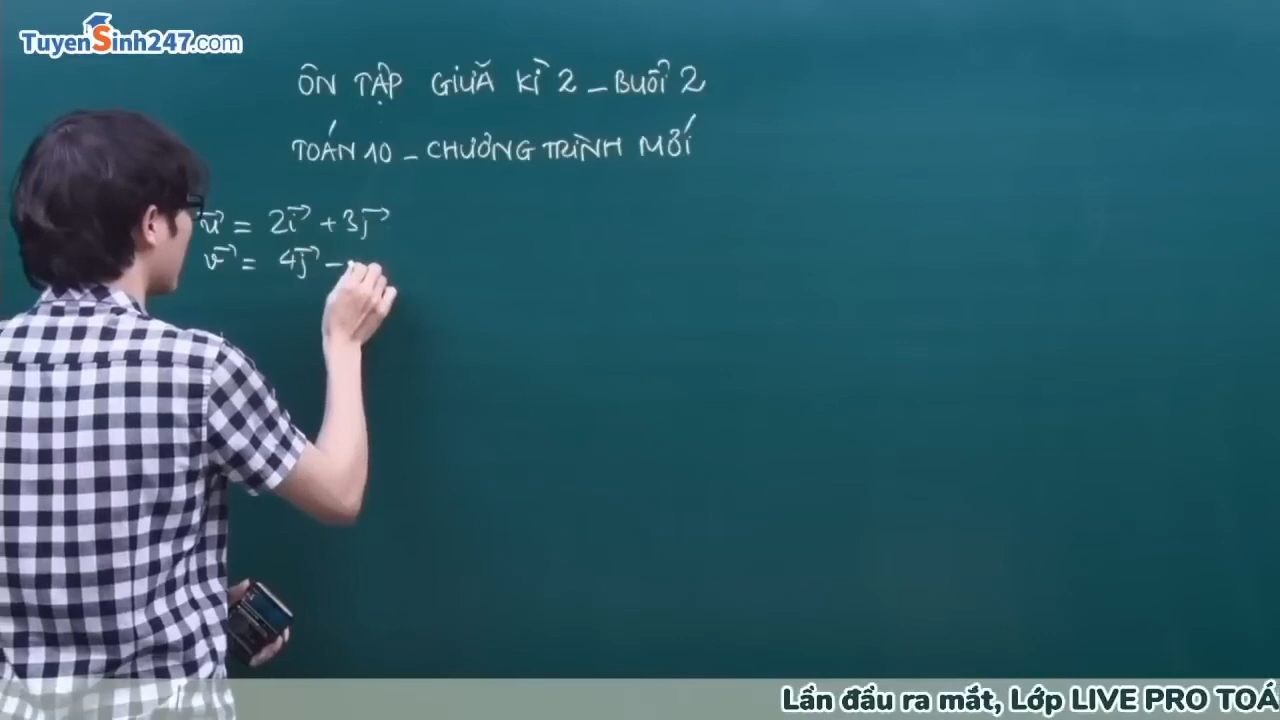 TuyenSinh247.com
ÔN TẬP GIỮA KÌ 2 - BUỔI 2
TOÁN 10 - CHƯƠNG TRÌNH MỚI
u⃗ = 2i⃗ + 3j⃗
v⃗ = 4j⃗ -
Lần đầu ra mắt, Lớp LIVE PRO TOÁ